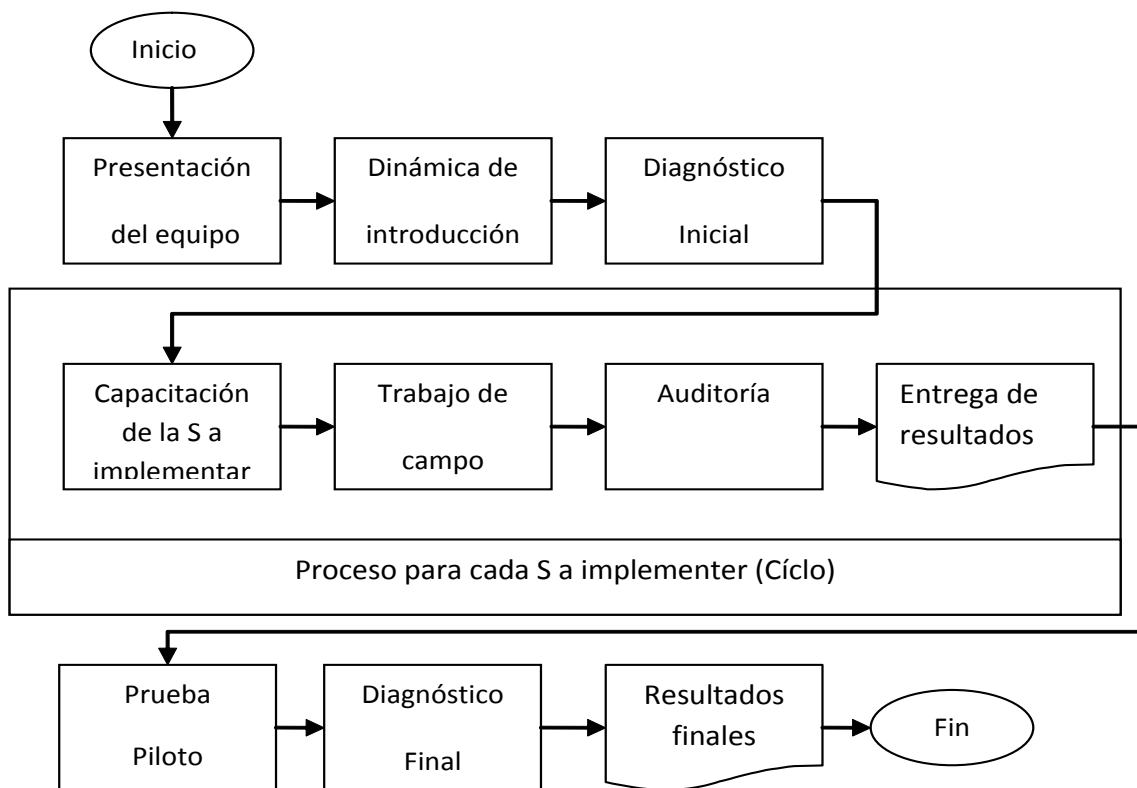 Inicio
Presentación
del equipo
Dinámica de
introducción
Diagnóstico
Inicial
Capacitación
de la S a
implementar
Trabajo de
campo
Auditoría
Entrega de
resultados
Proceso para cada S a implementer (Cíclo)
Prueba
Piloto
Diagnóstico
Final
Resultados
finales
Fin